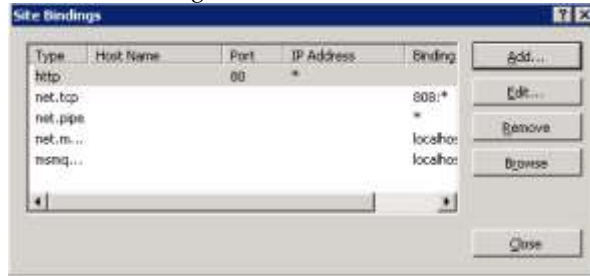 Site Bindings
Type Host Name Port IP Address Binding
http 80 *
net.tcp 808:*
net.pipe *
net.m... localhos
msmq... localhos
Add...
Edit...
Remove
Browse
Close